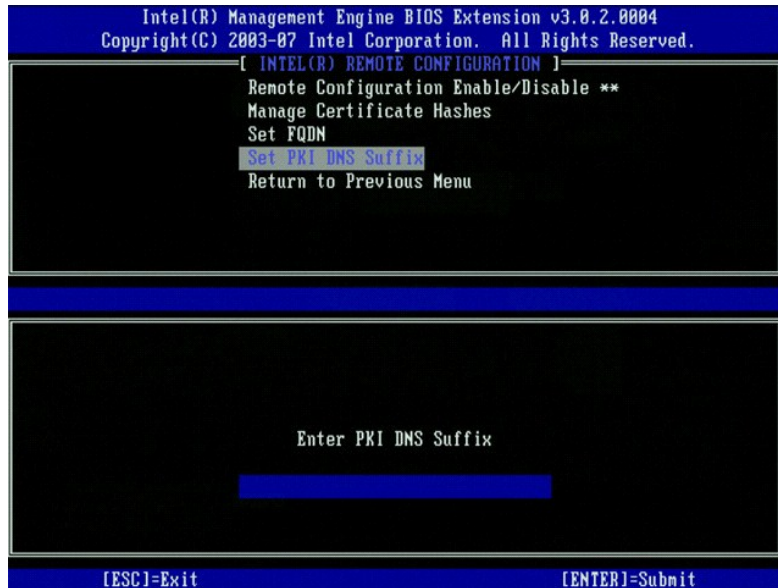 Intel(R) Management Engine BIOS Extension v3.0.2.0004
Copyright(C) 2003-07 Intel Corporation. All Rights Reserved.
[ INTEL(R) REMOTE CONFIGURATION ]
Remote Configuration Enable/Disable **
Manage Certificate Hashes
Set FQDN
Set PKI DNS Suffix
Return to Previous Menu
Enter PKI DNS Suffix
[ESC]=Exit [ENTER]=Submit